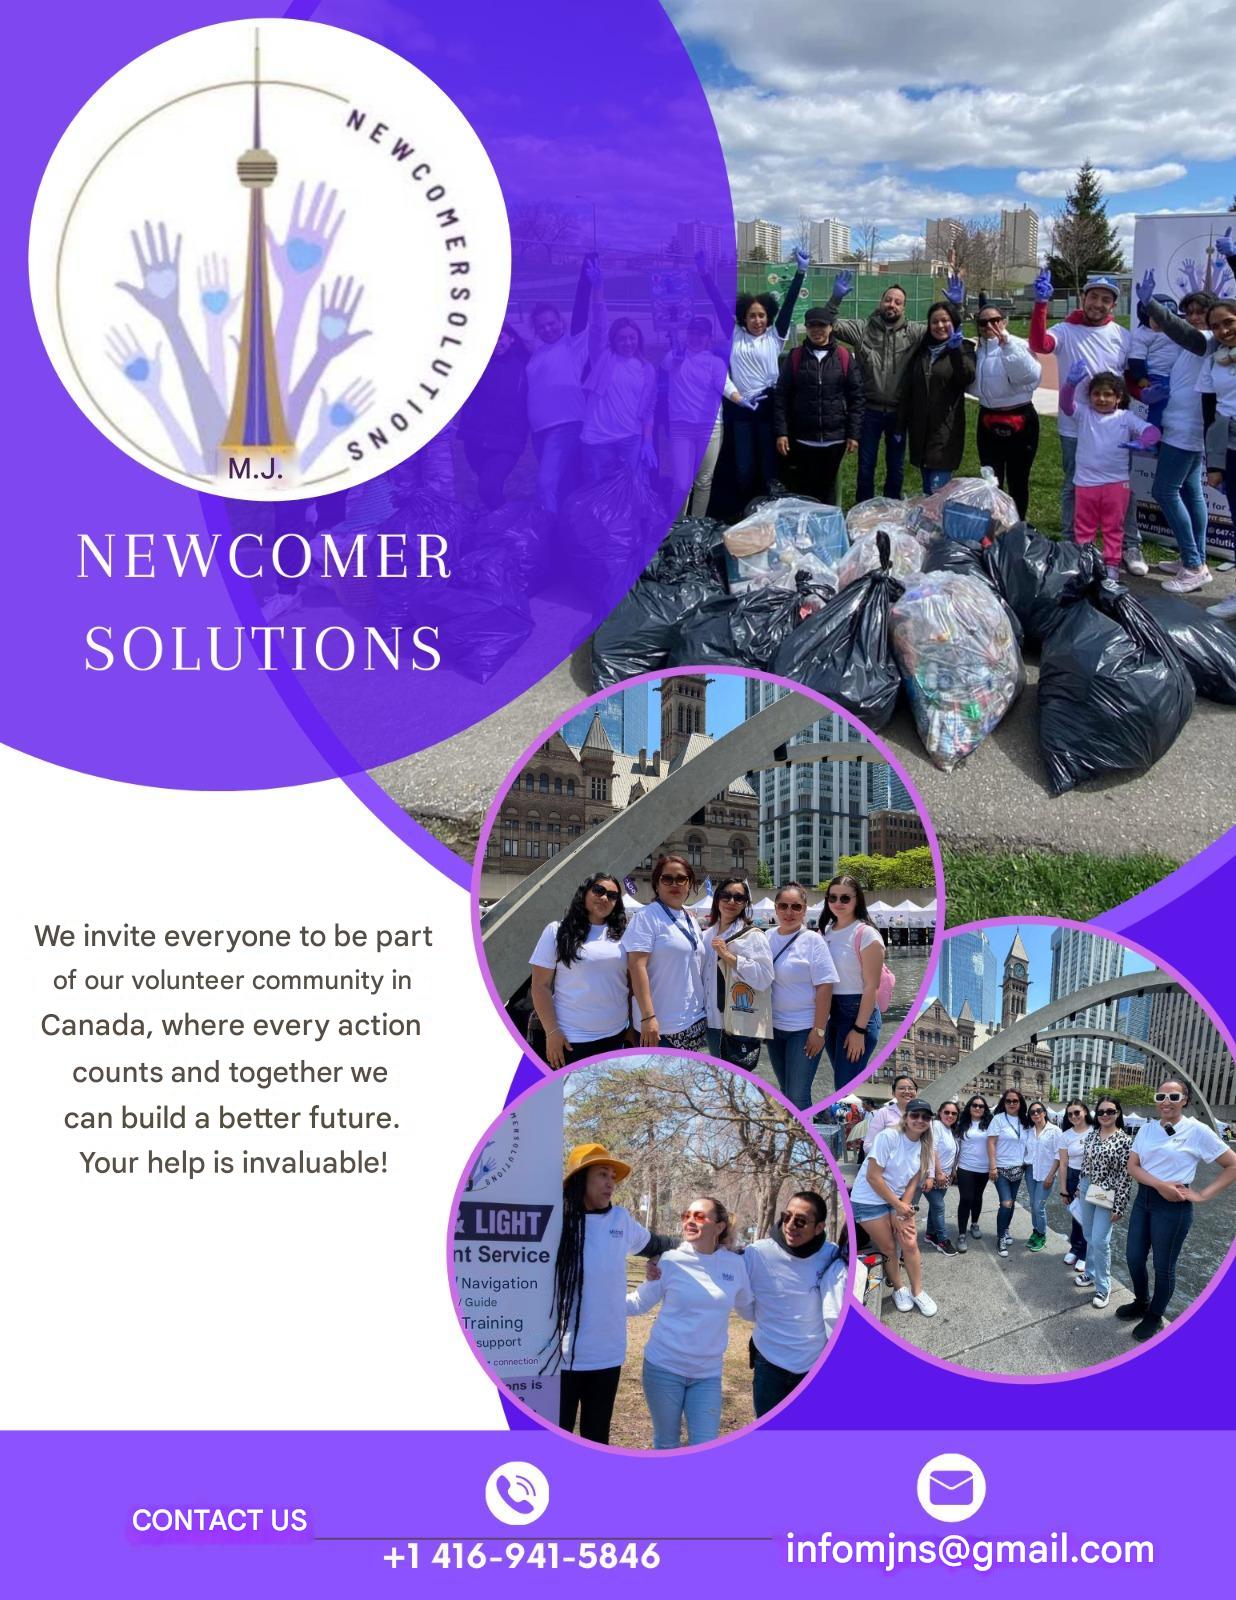 NEWCOMERSOLUTIONS
M.J.
NEWCOMER
SOLUTIONS
We invite everyone to be part
of our volunteer community in
Canada, where every action
counts and together we
can build a better future.
Your help is invaluable!
& LIGHT
Service
Navigation
Guide
Training
support
connection
is
CONTACT US
+1 416-941-5846
infomjns@gmail.com